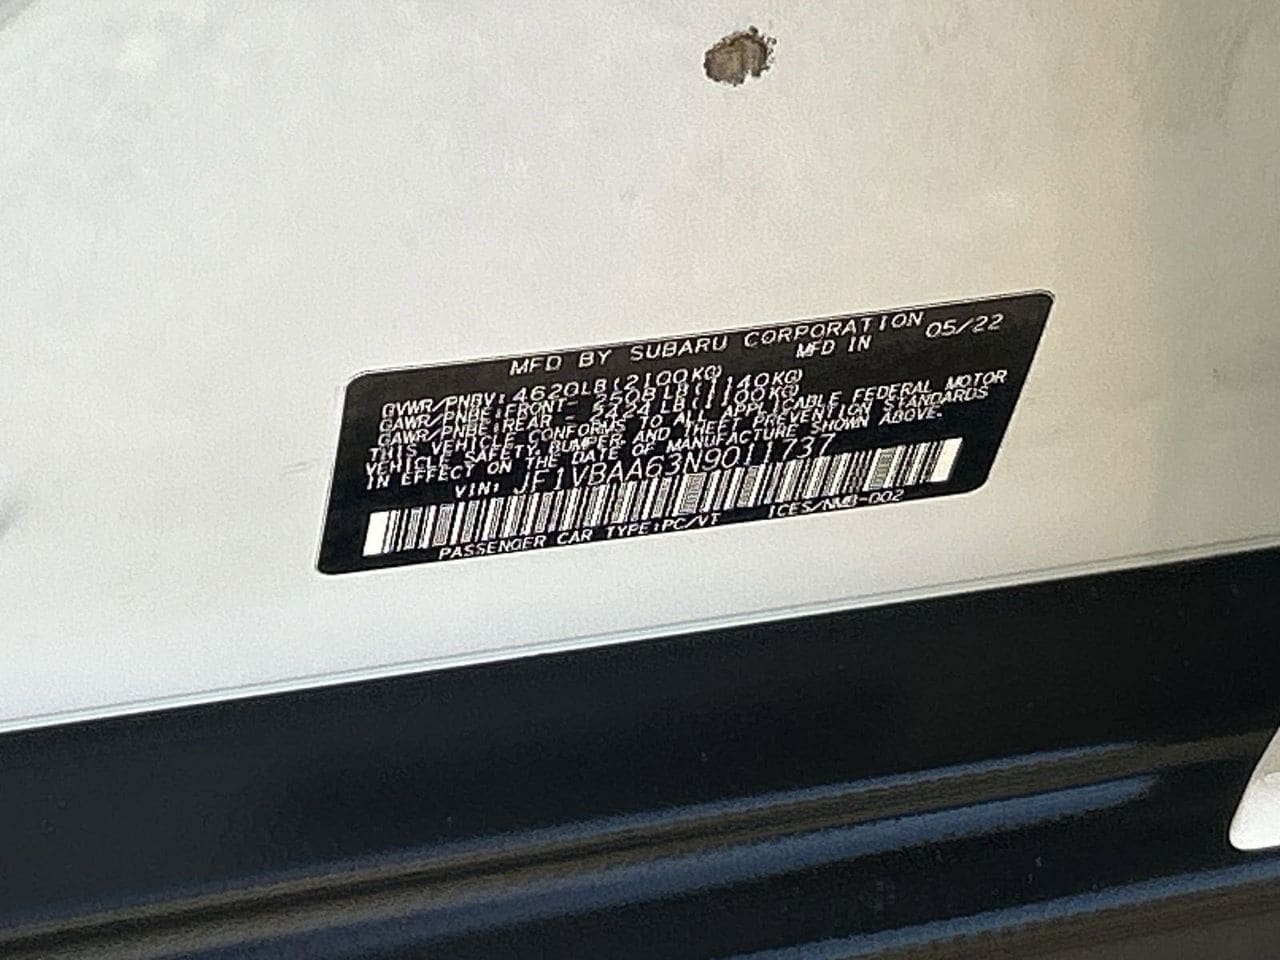 MFD BY SUBARU CORPORATION
MFD IN 05/22
GVWR/PNBV: 4620LB(2100KG)
GAWR/PNBE:FRONT- 2508LB(1140KG)
GAWR/PNBE:REAR - 2424LB(1100KG)
THIS VEHICLE CONFORMS TO ALL APPLICABLE FEDERAL MOTOR
VEHICLE SAFETY, BUMPER, AND THEFT PREVENTION STANDARDS
IN EFFECT ON THE DATE OF MANUFACTURE SHOWN ABOVE.
VIN: JF1VBAA63N9011737
PASSENGER CAR TYPE:PC/VT ICES/NMB-002